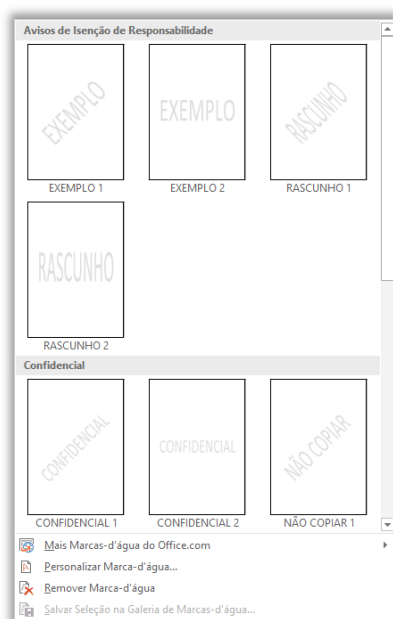 Avisos de Isenção de Responsabilidade
EXEMPLO
EXEMPLO
RASCUNHO
EXEMPLO 1
EXEMPLO 2
RASCUNHO 1
RASCUNHO
RASCUNHO 2
Confidencial
CONFIDENCIAL
CONFIDENCIAL
NÃO COPIAR
CONFIDENCIAL 1
CONFIDENCIAL 2
NÃO COPIAR 1
Mais Marcas-d'água do Office.com
Personalizar Marca-d'água...
Remover Marca-d'água
Salvar Seleção na Galeria de Marcas-d'água...